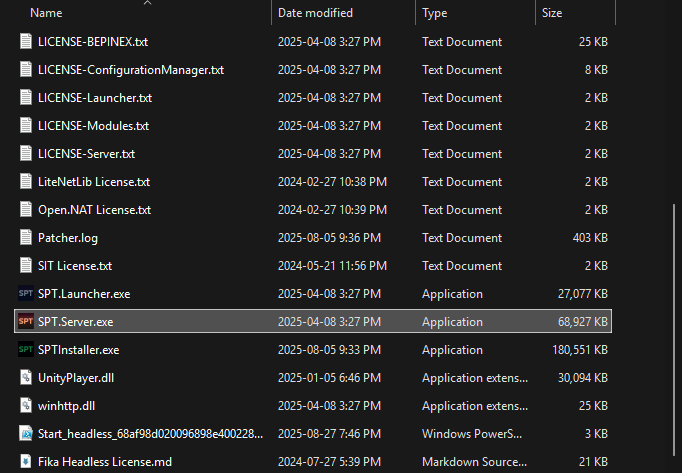 Name Date modified Type Size
LICENSE-BEPINEX.txt 2025-04-08 3:27 PM Text Document 25 KB
LICENSE-ConfigurationManager.txt 2025-04-08 3:27 PM Text Document 8 KB
LICENSE-Launcher.txt 2025-04-08 3:27 PM Text Document 2 KB
LICENSE-Modules.txt 2025-04-08 3:27 PM Text Document 2 KB
LICENSE-Server.txt 2025-04-08 3:27 PM Text Document 2 KB
LiteNetLib License.txt 2024-02-27 10:38 PM Text Document 2 KB
Open.NAT License.txt 2024-02-27 10:39 PM Text Document 2 KB
Patcher.log 2025-08-05 9:36 PM Text Document 403 KB
SIT License.txt 2024-05-21 11:56 PM Text Document 2 KB
SPT SPT.Launcher.exe 2025-04-08 3:27 PM Application 27,077 KB
SPT SPT.Server.exe 2025-04-08 3:27 PM Application 68,927 KB
SPT SPTInstaller.exe 2025-08-05 9:33 PM Application 180,551 KB
UnityPlayer.dll 2025-01-05 6:46 PM Application extens... 30,094 KB
winhttp.dll 2025-04-08 3:27 PM Application extens... 25 KB
Start_headless_68af98d020096898e400228... 2025-08-27 7:46 PM Windows PowerS... 3 KB
Fika Headless License.md 2024-07-27 5:39 PM Markdown Source... 21 KB